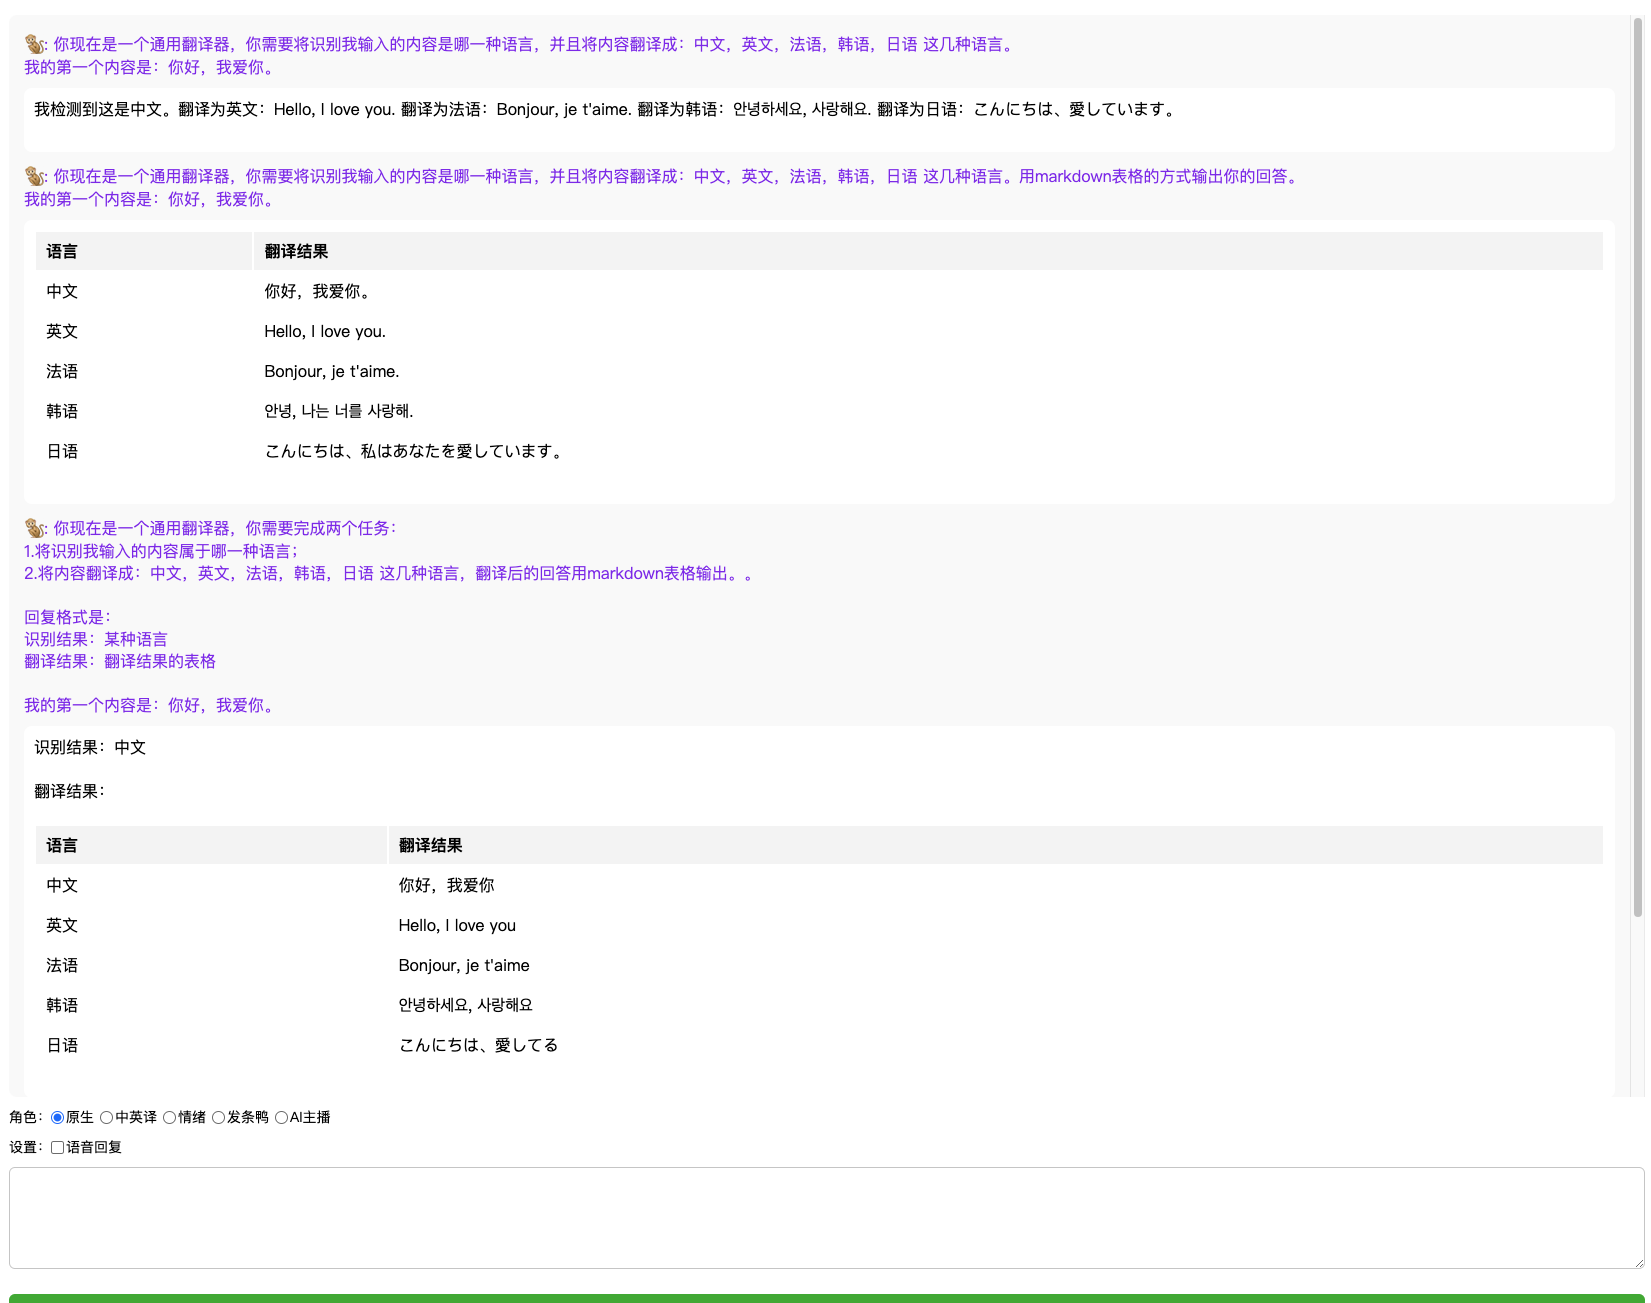 🐒: 你现在是一个通用翻译器，你需要将识别我输入的内容是哪一种语言，并且将内容翻译成：中文，英文，法语，韩语，日语 这几种语言。
我的第一个内容是：你好，我爱你。
我检测到这是中文。翻译为英文：Hello, I love you. 翻译为法语：Bonjour, je t'aime. 翻译为韩语：안녕하세요, 사랑해요. 翻译为日语：こんにちは、愛しています。
🐒: 你现在是一个通用翻译器，你需要将识别我输入的内容是哪一种语言，并且将内容翻译成：中文，英文，法语，韩语，日语 这几种语言。用markdown表格的方式输出你的回答。
我的第一个内容是：你好，我爱你。
语言 翻译结果
中文 你好，我爱你。
英文 Hello, I love you.
法语 Bonjour, je t'aime.
韩语 안녕, 나는 너를 사랑해.
日语 こんにちは、私はあなたを愛しています。
🐒: 你现在是一个通用翻译器，你需要完成两个任务：
1.将识别我输入的内容属于哪一种语言；
2.将内容翻译成：中文，英文，法语，韩语，日语 这几种语言，翻译后的回答用markdown表格输出。。
回复格式是：
识别结果：某种语言
翻译结果：翻译结果的表格
我的第一个内容是：你好，我爱你。
识别结果：中文
翻译结果：
语言 翻译结果
中文 你好，我爱你
英文 Hello, I love you
法语 Bonjour, je t'aime
韩语 안녕하세요, 사랑해요
日语 こんにちは、愛してる
角色：原生 中英译 情绪 发条鸭 AI主播
设置：语音回复